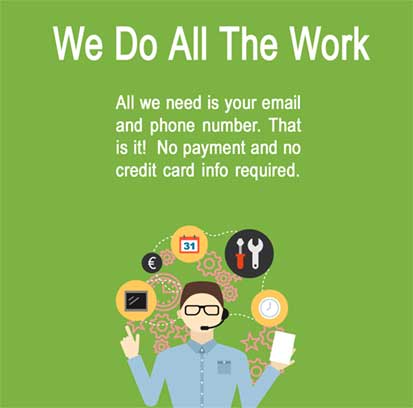 We Do All The Work
All we need is your email
and phone number. That
is it! No payment and no
credit card info required.
31
€